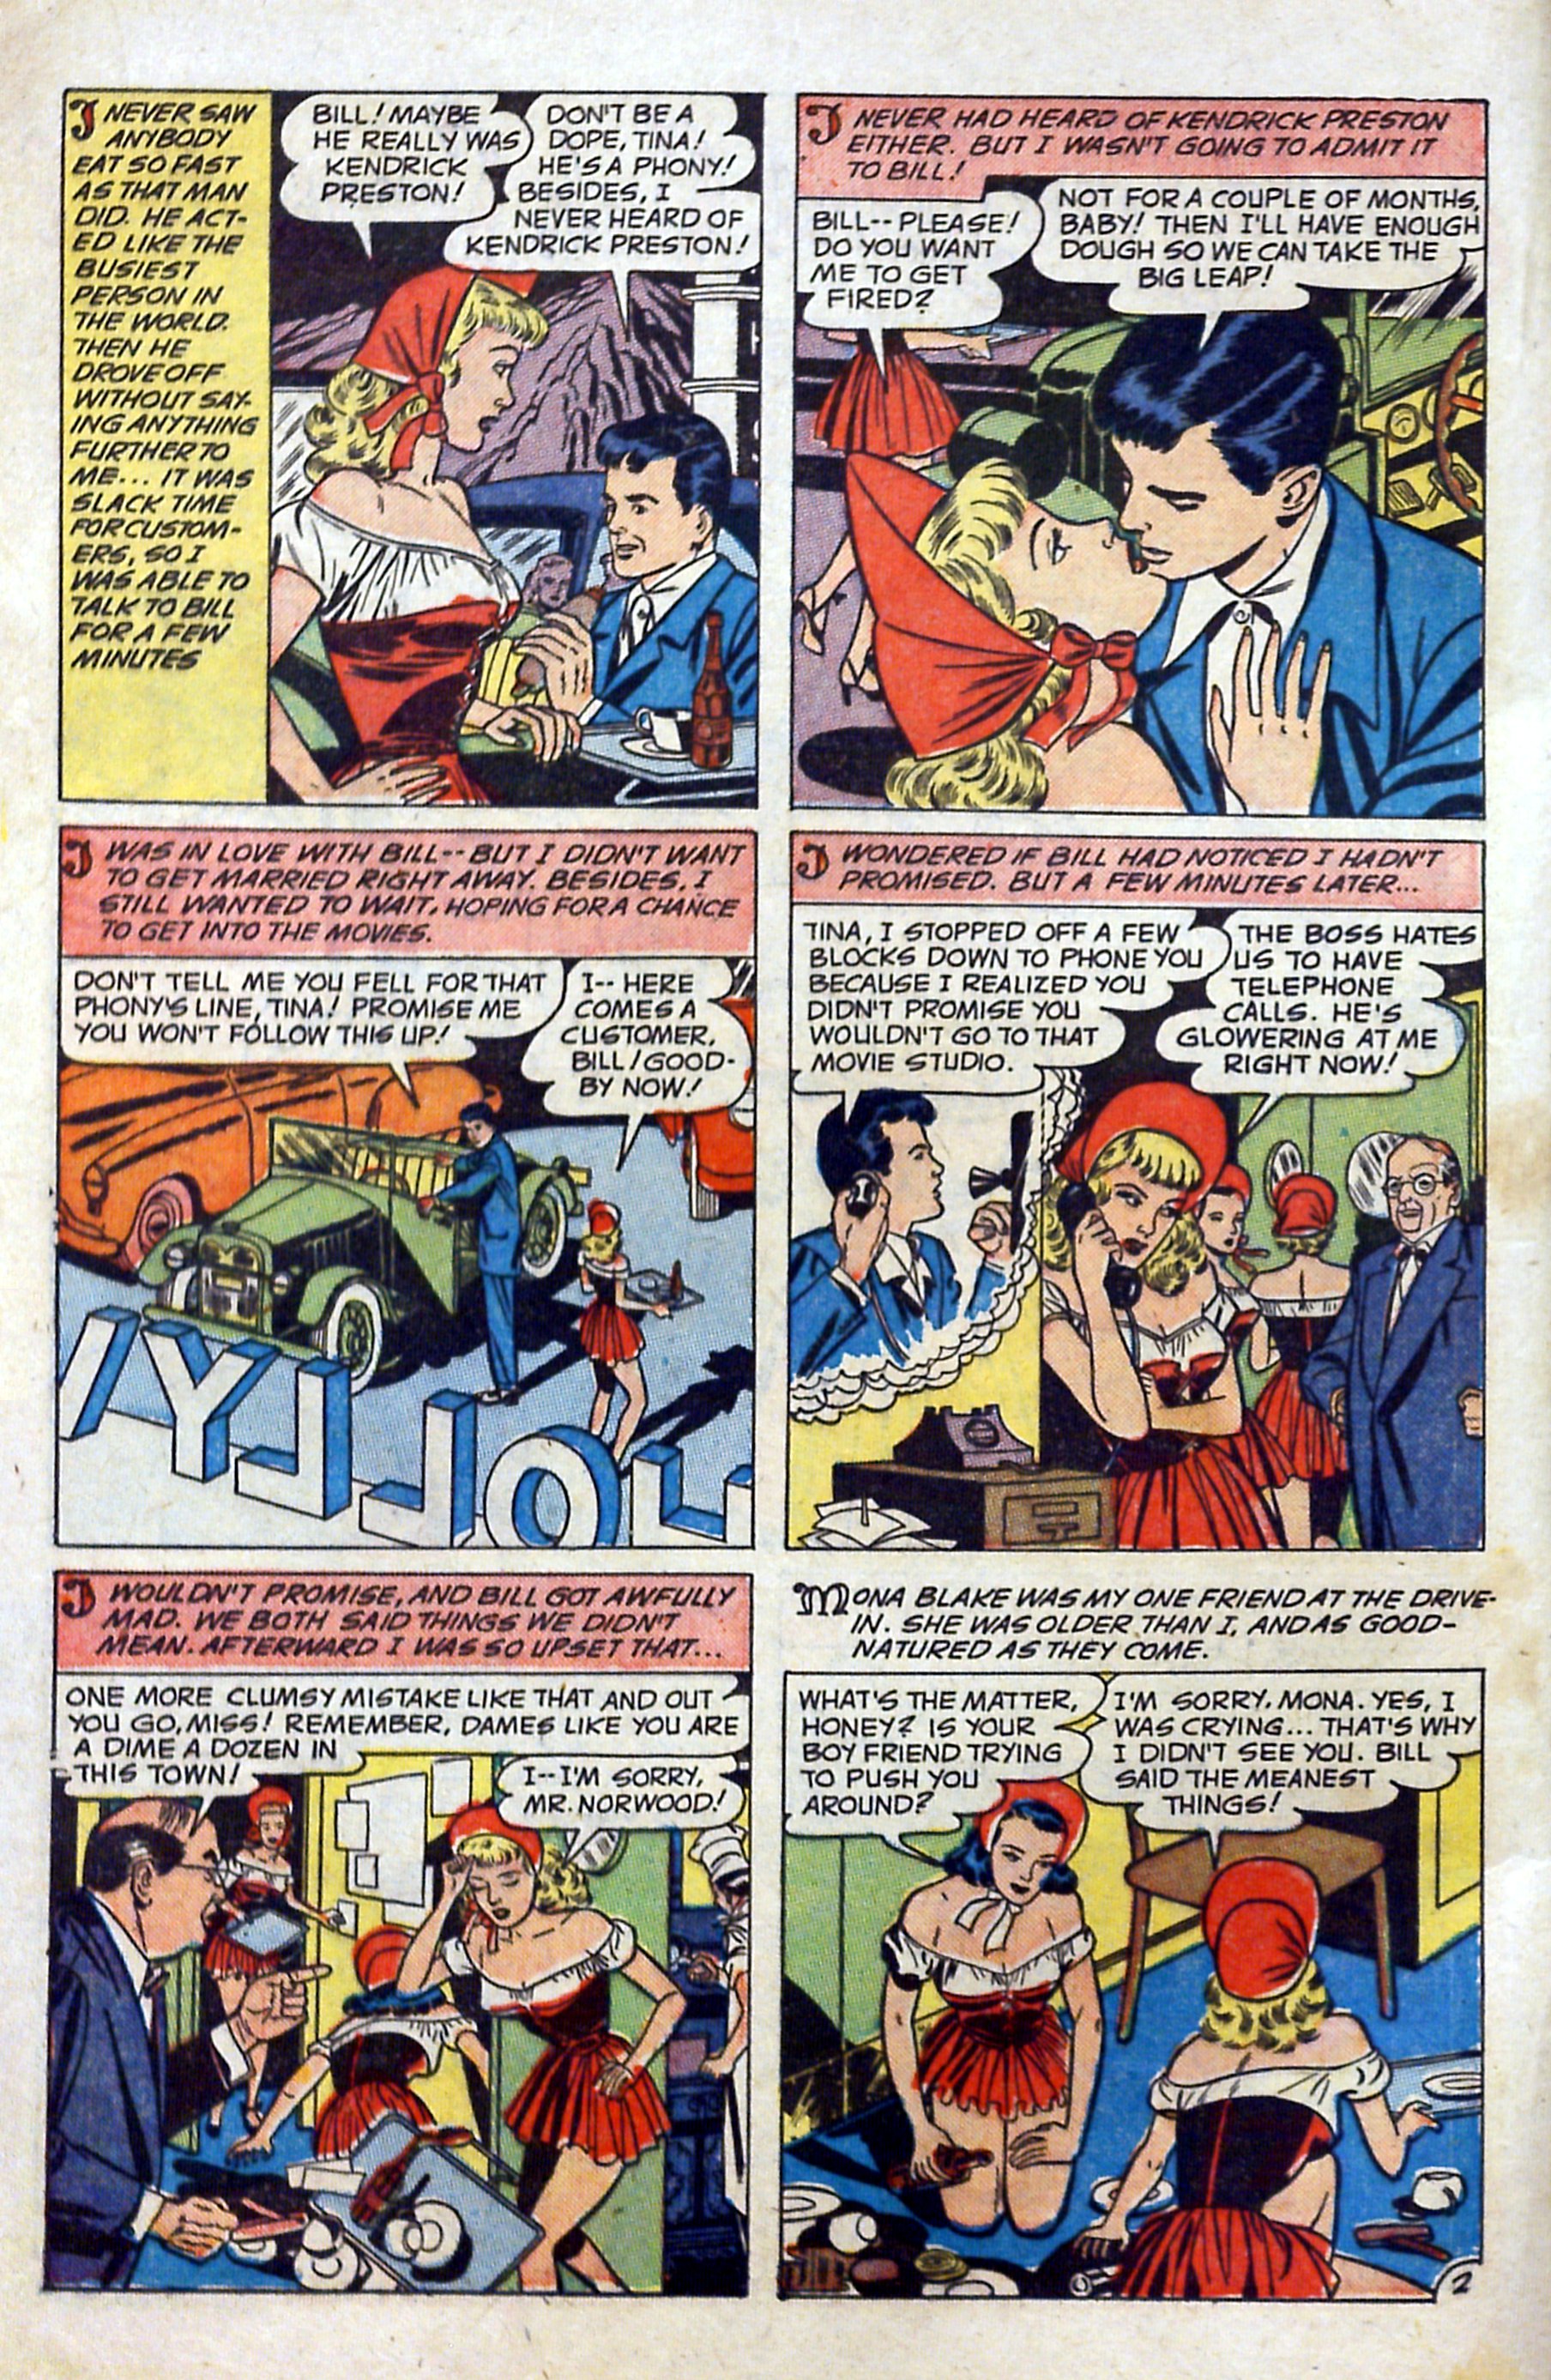 I NEVER SAW
ANYBODY
EAT SO FAST
AS THAT MAN
DID. HE ACT-
ED LIKE THE
BUSIEST
PERSON IN
THE WORLD.
THEN HE
DROVE OFF
WITHOUT SAY-
ING ANYTHING
FURTHER TO
ME... IT WAS
SLACK TIME
FOR CUSTOM-
ERS, SO I
WAS ABLE TO
TALK TO BILL
FOR A FEW
MINUTES
BILL! MAYBE
HE REALLY WAS
KENDRICK
PRESTON!
DON'T BE A
DOPE, TINA!
HE'S A PHONY!
BESIDES, I
NEVER HEARD OF
KENDRICK PRESTON!
I NEVER HAD HEARD OF KENDRICK PRESTON
EITHER. BUT I WASN'T GOING TO ADMIT IT
TO BILL!
BILL-- PLEASE!
DO YOU WANT
ME TO GET
FIRED?
NOT FOR A COUPLE OF MONTHS,
BABY! THEN I'LL HAVE ENOUGH
DOUGH SO WE CAN TAKE THE
BIG LEAP!
I WAS IN LOVE WITH BILL-- BUT I DIDN'T WANT
TO GET MARRIED RIGHT AWAY. BESIDES, I
STILL WANTED TO WAIT, HOPING FOR A CHANCE
TO GET INTO THE MOVIES.
DON'T TELL ME YOU FELL FOR THAT
PHONY'S LINE, TINA! PROMISE ME
YOU WON'T FOLLOW THIS UP!
I-- HERE
COMES A
CUSTOMER,
BILL! GOOD-
BY NOW!
I WONDERED IF BILL HAD NOTICED I HADN'T
PROMISED. BUT A FEW MINUTES LATER...
TINA, I STOPPED OFF A FEW
BLOCKS DOWN TO PHONE YOU
BECAUSE I REALIZED YOU
DIDN'T PROMISE YOU
WOULDN'T GO TO THAT
MOVIE STUDIO.
THE BOSS HATES
US TO HAVE
TELEPHONE
CALLS. HE'S
GLOWERING AT ME
RIGHT NOW!
I WOULDN'T PROMISE, AND BILL GOT AWFULLY
MAD. WE BOTH SAID THINGS WE DIDN'T
MEAN. AFTERWARD I WAS SO UPSET THAT...
ONE MORE CLUMSY MISTAKE LIKE THAT AND OUT
YOU GO, MISS! REMEMBER, DAMES LIKE YOU ARE
A DIME A DOZEN IN
THIS TOWN!
I-- I'M SORRY,
MR. NORWOOD!
MONA BLAKE WAS MY ONE FRIEND AT THE DRIVE-
IN. SHE WAS OLDER THAN I, AND AS GOOD-
NATURED AS THEY COME.
WHAT'S THE MATTER,
HONEY? IS YOUR
BOY FRIEND TRYING
TO PUSH YOU
AROUND?
I'M SORRY, MONA. YES, I
WAS CRYING... THAT'S WHY
I DIDN'T SEE YOU. BILL
SAID THE MEANEST
THINGS!
2